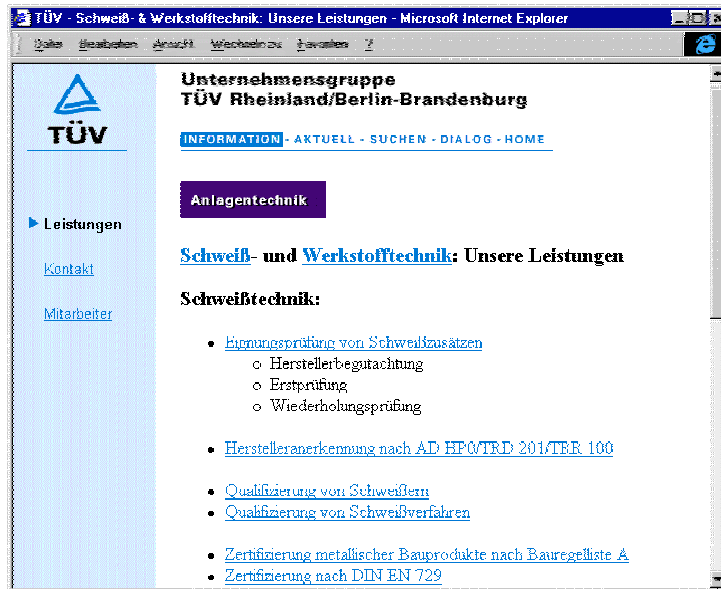 TÜV - Schweiß- & Werkstofftechnik: Unsere Leistungen - Microsoft Internet Explorer
Seite Bearbeiten Ansicht Wechseln zu Favoriten ?
TÜV
Unternehmensgruppe
TÜV Rheinland/Berlin-Brandenburg
INFORMATION - AKTUELL - SUCHEN - DIALOG - HOME
Anlagentechnik
Leistungen
Kontakt
Mitarbeiter
Schweiß- und Werkstofftechnik: Unsere Leistungen
Schweißtechnik:
Eignungsprüfung von Schweißzusätzen
Herstellerbegutachtung
Erstprüfung
Wiederholungsprüfung
Herstelleranerkennung nach AD HP0/TRD 201/TRR 100
Qualifizierung von Schweißern
Qualifizierung von Schweißverfahren
Zertifizierung metallischer Bauprodukte nach Bauregelliste A
Zertifizierung nach DIN EN 729